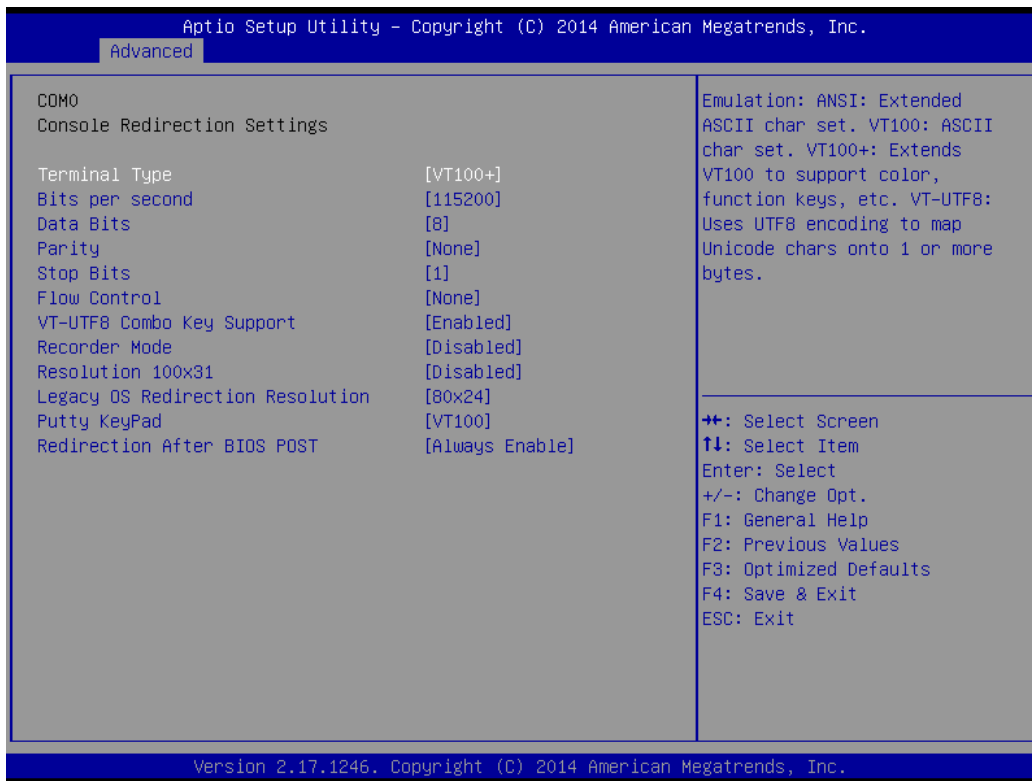 Aptio Setup Utility – Copyright (C) 2014 American Megatrends, Inc.
Advanced
COM0
Console Redirection Settings
Terminal Type [VT100+]
Bits per second [115200]
Data Bits [8]
Parity [None]
Stop Bits [1]
Flow Control [None]
VT-UTF8 Combo Key Support [Enabled]
Recorder Mode [Disabled]
Resolution 100x31 [Disabled]
Legacy OS Redirection Resolution [80x24]
Putty KeyPad [VT100]
Redirection After BIOS POST [Always Enable]
Emulation: ANSI: Extended
ASCII char set. VT100: ASCII
char set. VT100+: Extends
VT100 to support color,
function keys, etc. VT-UTF8:
Uses UTF8 encoding to map
Unicode chars onto 1 or more
bytes.
→←: Select Screen
↑↓: Select Item
Enter: Select
+/-: Change Opt.
F1: General Help
F2: Previous Values
F3: Optimized Defaults
F4: Save & Exit
ESC: Exit
Version 2.17.1246. Copyright (C) 2014 American Megatrends, Inc.